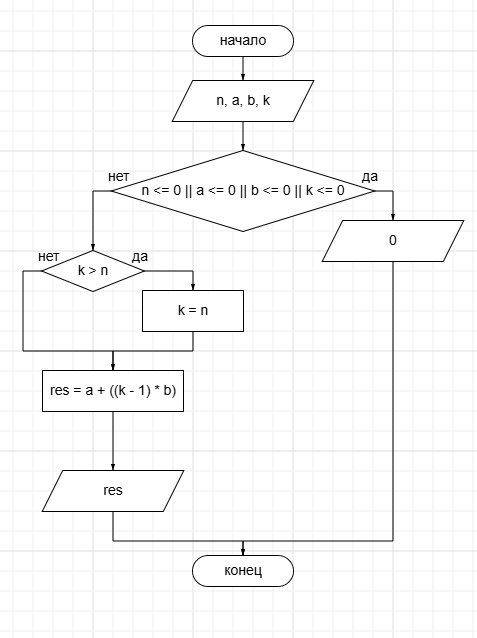 начало
n, a, b, k
нет
да
n <= 0 || a <= 0 || b <= 0 || k <= 0
0
нет
да
k > n
k = n
res = a + ((k - 1) * b)
res
конец